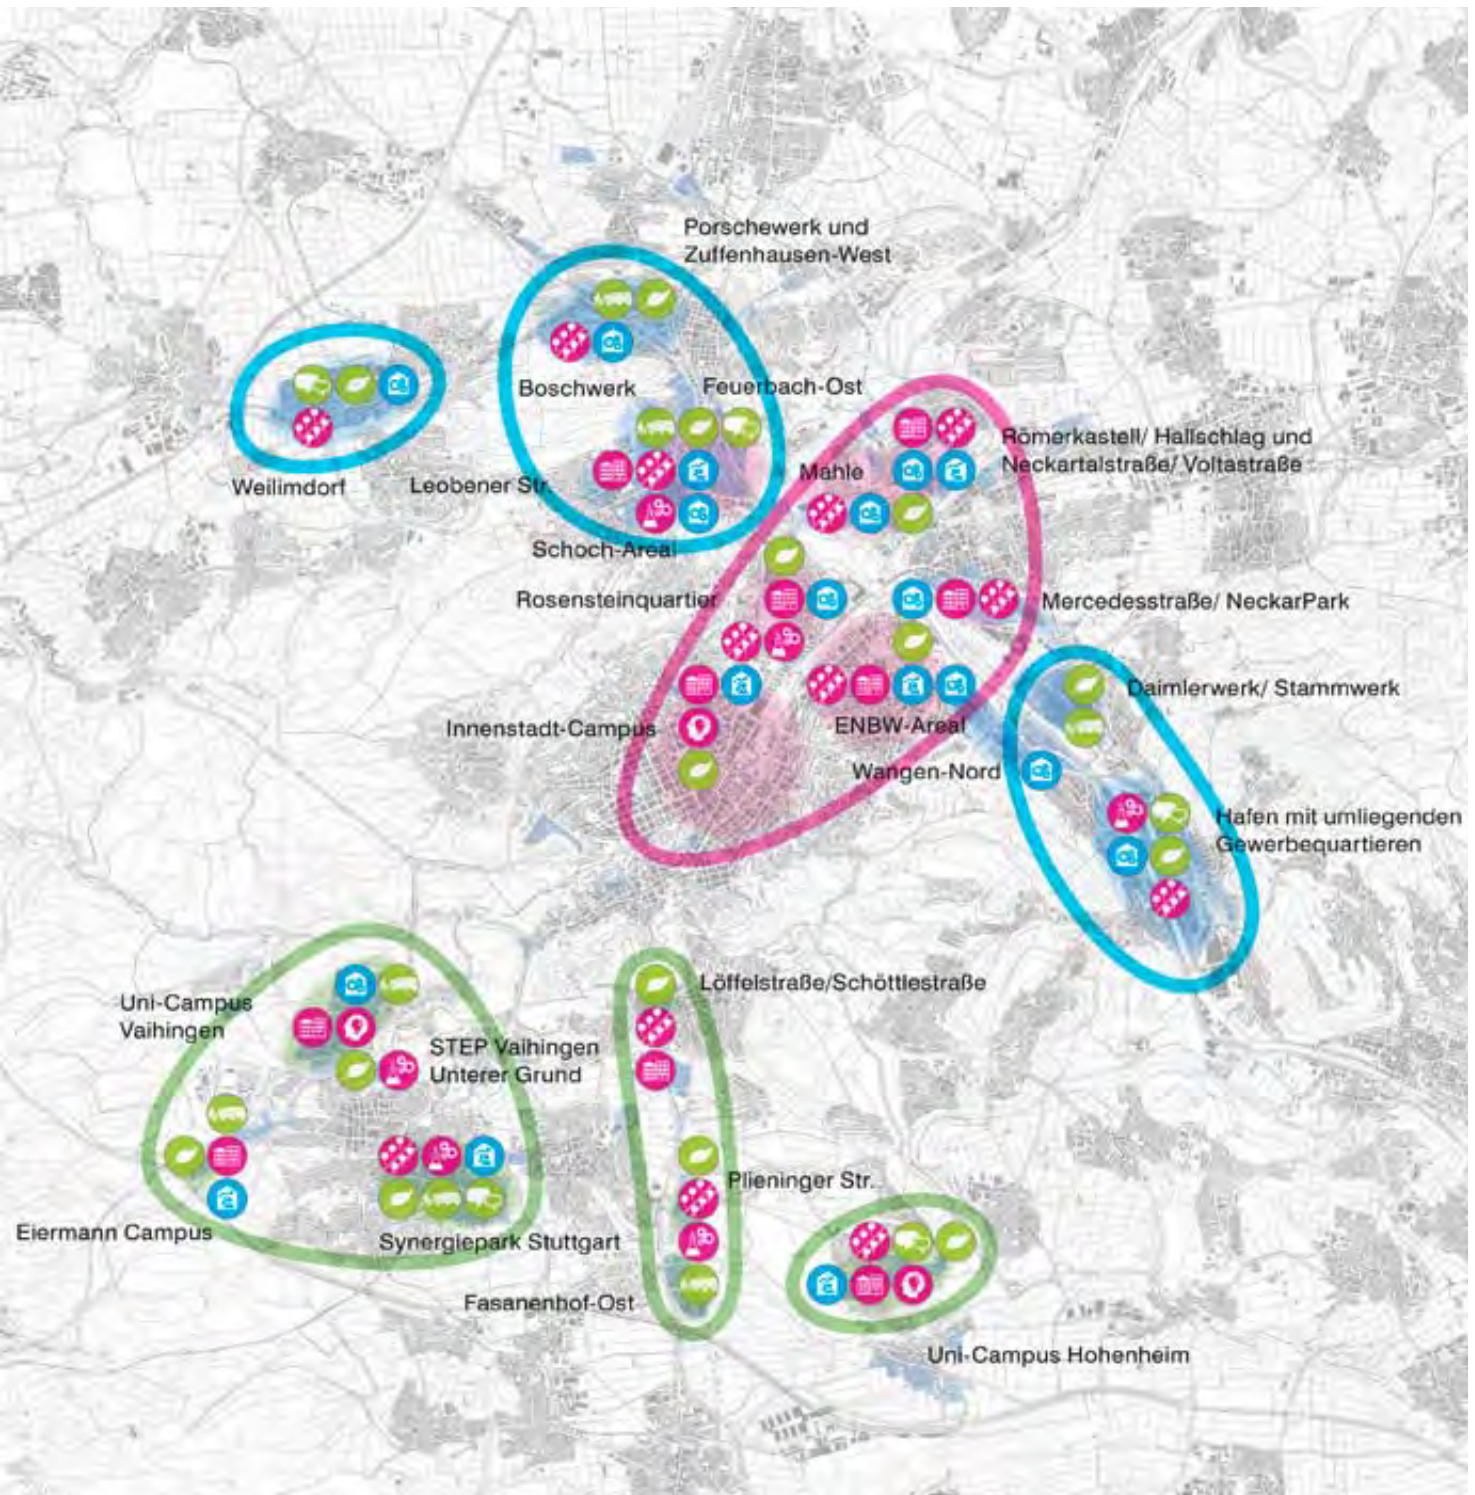 Porschewerk und
Zuffenhausen-West
Boschwerk
Feuerbach-Ost
Weilimdorf
Leobener Str.
Schoch-Areal
Mahle
Römerkastell/ Hallschlag und
Neckartalstraße/ Voltastraße
Rosensteinquartier
Mercedesstraße/ NeckarPark
Innenstadt-Campus
ENBW-Areal
Daimlerwerk/ Stammwerk
Wangen-Nord
Hafen mit umliegenden
Gewerbequartieren
Uni-Campus
Vaihingen
STEP Vaihingen
Unterer Grund
Löffelstraße/Schöttlestraße
Eiermann Campus
Synergiepark Stuttgart
Plieninger Str.
Fasanenhof-Ost
Uni-Campus Hohenheim